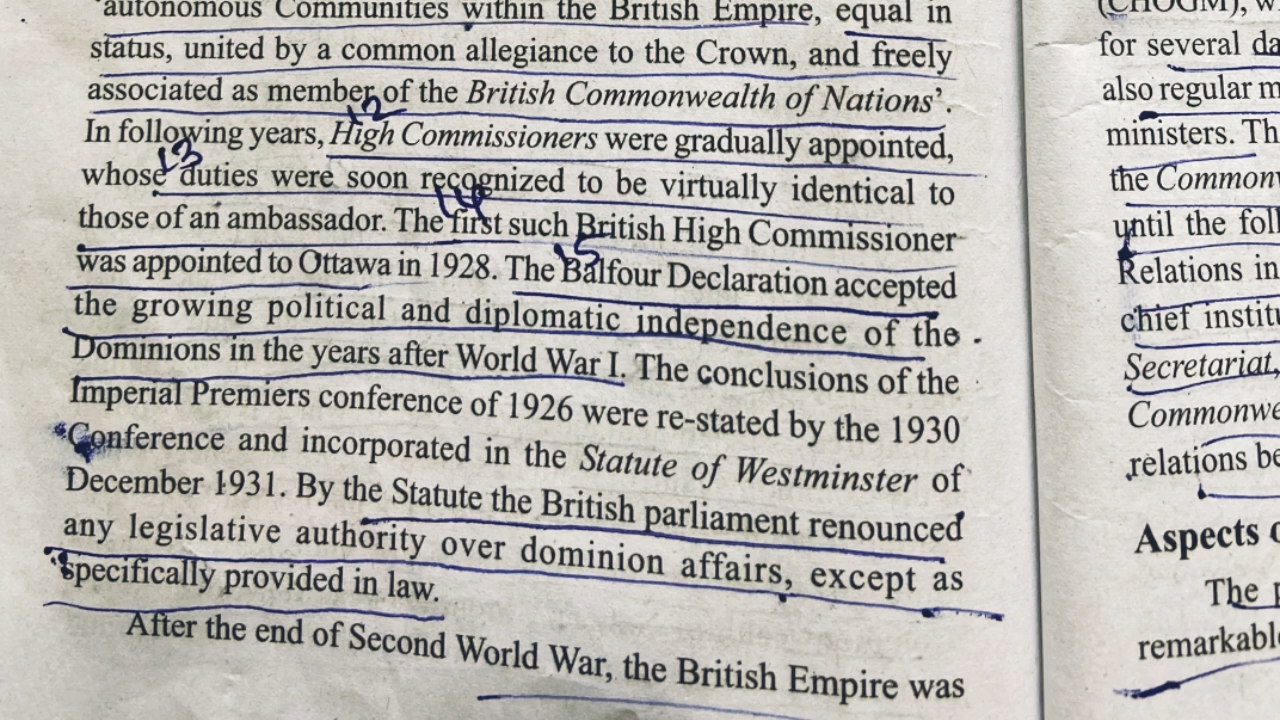 autonomous Communities within the British Empire, equal in
status, united by a common allegiance to the Crown, and freely
associated as member of the British Commonwealth of Nations'.
12
In following years, High Commissioners were gradually appointed,
13
whose duties were soon recognized to be virtually identical to
14
those of an ambassador. The first such British High Commissioner
15
was appointed to Ottawa in 1928. The Balfour Declaration accepted
the growing political and diplomatic independence of the
Dominions in the years after World War I. The conclusions of the
Imperial Premiers conference of 1926 were re-stated by the 1930
Conference and incorporated in the Statute of Westminster of
December 1931. By the Statute the British parliament renounced
any legislative authority over dominion affairs, except as
specifically provided in law.
After the end of Second World War, the British Empire was
(CHOGM),
for several
also regular
ministers.
the
until the
Relations in
chief
Secretariat,
relations
Aspects
The